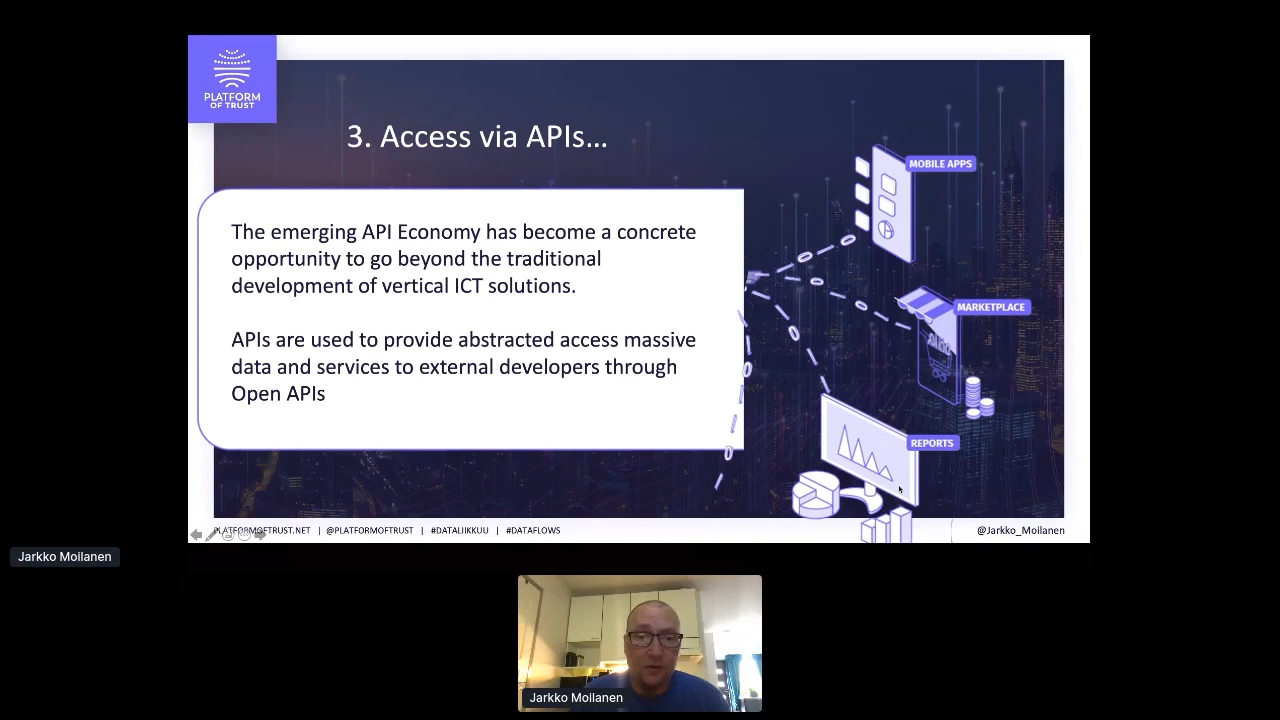 PLATFORM
OF TRUST
3. Access via APIs...
MOBILE APPS
The emerging API Economy has become a concrete
opportunity to go beyond the traditional
development of vertical ICT solutions.
MARKETPLACE
APIs are used to provide abstracted access massive
data and services to external developers through
Open APIs
REPORTS
PLATFORMOFTRUST.NET | @PLATFORMOFTRUST | #DATALIIKKUU | #DATAFLOWS
@Jarkko_Moilanen
Jarkko Moilanen
Jarkko Moilanen